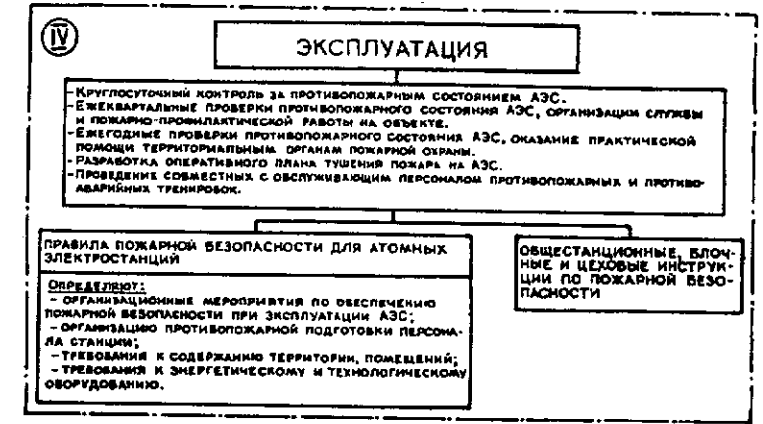 IV
ЭКСПЛУАТАЦИЯ
-КРУГЛОСУТОЧНЫЙ КОНТРОЛЬ ЗА ПРОТИВОПОЖАРНЫМ СОСТОЯНИЕМ АЭС.
-ЕЖЕКВАРТАЛЬНЫЕ ПРОВЕРКИ ПРОТИВОПОЖАРНОГО СОСТОЯНИЯ АЭС, ОРГАНИЗАЦИИ СЛУЖБЫ
И ПОЖАРНО-ПРОФИЛАКТИЧЕСКОЙ РАБОТЫ НА ОБЪЕКТЕ.
-ЕЖЕГОДНЫЕ ПРОВЕРКИ ПРОТИВОПОЖАРНОГО СОСТОЯНИЯ АЭС, ОКАЗАНИЕ ПРАКТИЧЕСКОЙ
ПОМОЩИ ТЕРРИТОРИАЛЬНЫМ ОРГАНАМ ПОЖАРНОЙ ОХРАНЫ.
-РАЗРАБОТКА ОПЕРАТИВНОГО ПЛАНА ТУШЕНИЯ ПОЖАРА НА АЭС.
-ПРОВЕДЕНИЕ СОВМЕСТНЫХ С ОБСЛУЖИВАЮЩИМ ПЕРСОНАЛОМ ПРОТИВОПОЖАРНЫХ И ПРОТИВО-
АВАРИЙНЫХ ТРЕНИРОВОК.
ПРАВИЛА ПОЖАРНОЙ БЕЗОПАСНОСТИ ДЛЯ АТОМНЫХ
ЭЛЕКТРОСТАНЦИЙ
ОПРЕДЕЛЯЮТ:
- ОРГАНИЗАЦИОННЫЕ МЕРОПРИЯТИЯ ПО ОБЕСПЕЧЕНИЮ
ПОЖАРНОЙ БЕЗОПАСНОСТИ ПРИ ЭКСПЛУАТАЦИИ АЭС;
- ОРГАНИЗАЦИЮ ПРОТИВОПОЖАРНОЙ ПОДГОТОВКИ ПЕРСОНА-
ЛА СТАНЦИИ;
- ТРЕБОВАНИЯ К СОДЕРЖАНИЮ ТЕРРИТОРИИ, ПОМЕЩЕНИЙ;
- ТРЕБОВАНИЯ К ЭНЕРГЕТИЧЕСКОМУ И ТЕХНОЛОГИЧЕСКОМУ
ОБОРУДОВАНИЮ.
ОБЩЕСТАНЦИОННЫЕ, БЛОЧ-
НЫЕ И ЦЕХОВЫЕ ИНСТРУК-
ЦИИ ПО ПОЖАРНОЙ БЕЗО-
ПАСНОСТИ